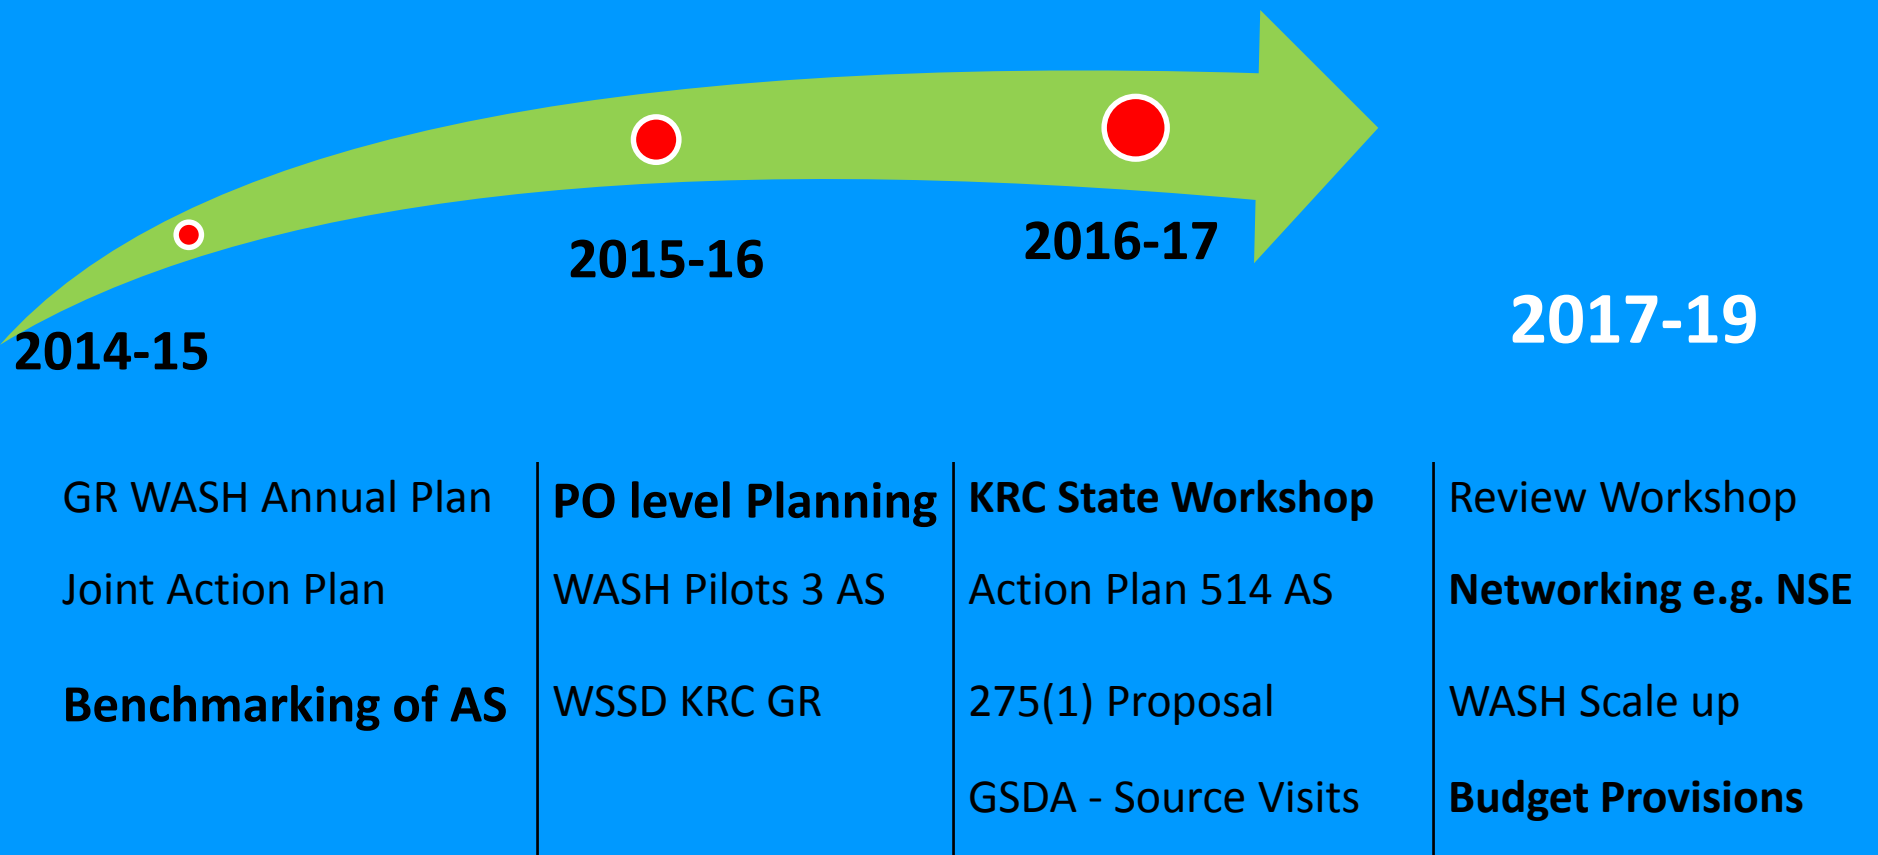 2014-15
2015-16
2016-17
2017-19
GR WASH Annual Plan
Joint Action Plan
Benchmarking of AS
PO level Planning
WASH Pilots 3 AS
WSSD KRC GR
KRC State Workshop
Action Plan 514 AS
275(1) Proposal
GSDA - Source Visits
Review Workshop
Networking e.g. NSE
WASH Scale up
Budget Provisions